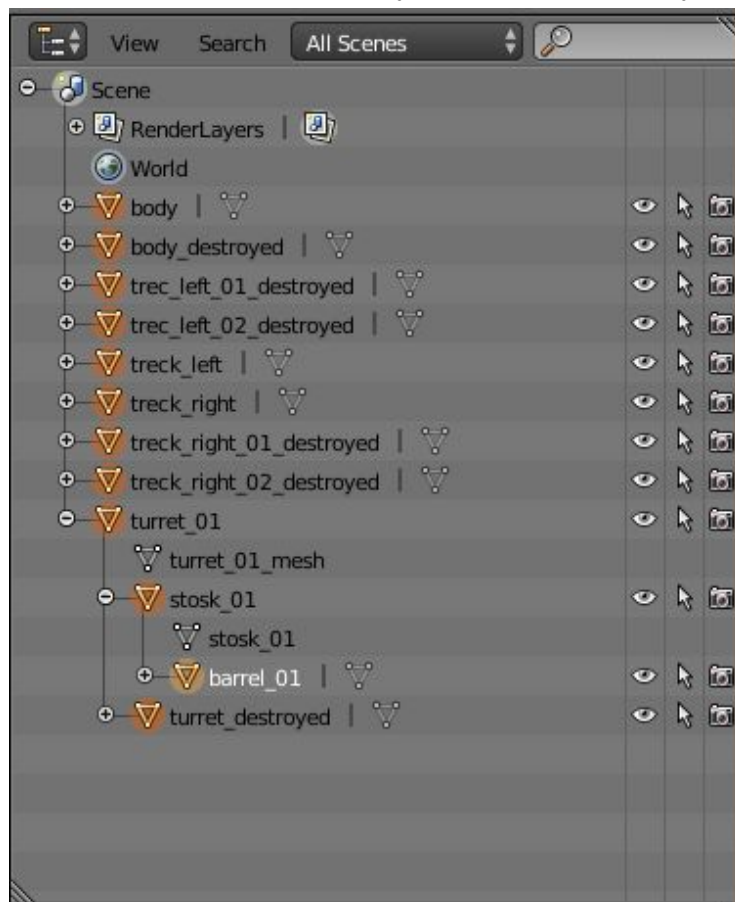 View Search All Scenes
Scene
RenderLayers
World
body
body_destroyed
trec_left_01_destroyed
trec_left_02_destroyed
treck_left
treck_right
treck_right_01_destroyed
treck_right_02_destroyed
turret_01
turret_01_mesh
stosk_01
stosk_01
barrel_01
turret_destroyed